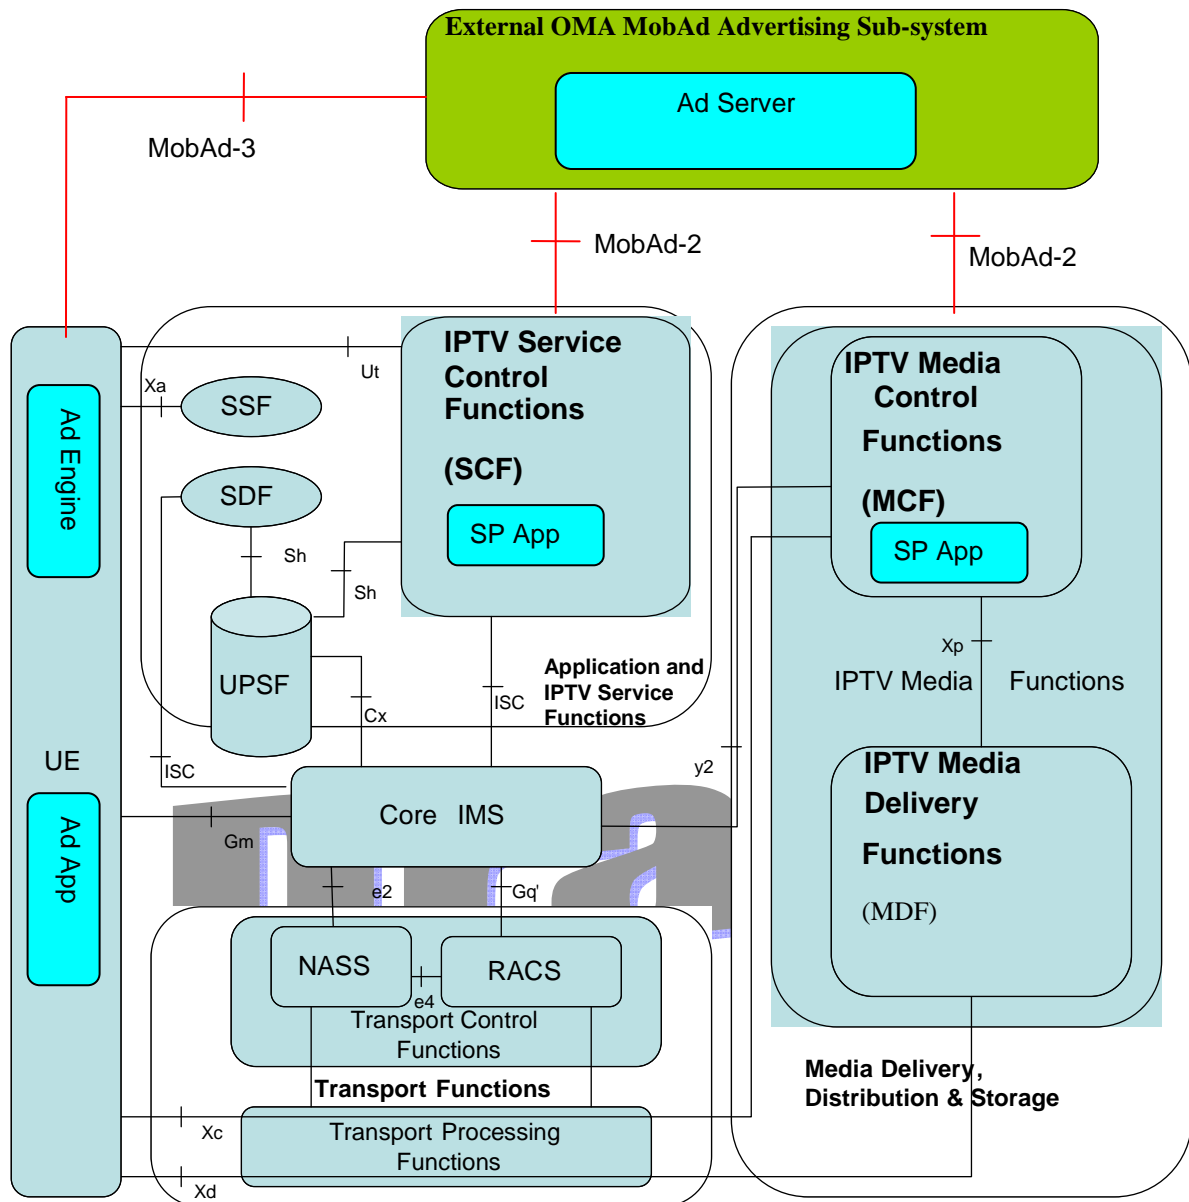 External OMA MobAd Advertising Sub-system
Ad Server
MobAd-3
MobAd-2
MobAd-2
IPTV Service
Control
Functions
(SCF)
SP App
IPTV Media
Control
Functions
(MCF)
SP App
Ut
Xa
SSF
SDF
Sh
Sh
UPSF
Cx
ISC
ISC
Application and
IPTV Service
Functions
Ad Engine
UE
Ad App
Xp
IPTV Media Functions
IPTV Media
Delivery
Functions
(MDF)
y2
Core IMS
Gm
e2
Gq'
NASS
RACS
e4
Transport Control
Functions
Transport Functions
Transport Processing
Functions
Media Delivery,
Distribution & Storage
Xc
Xd